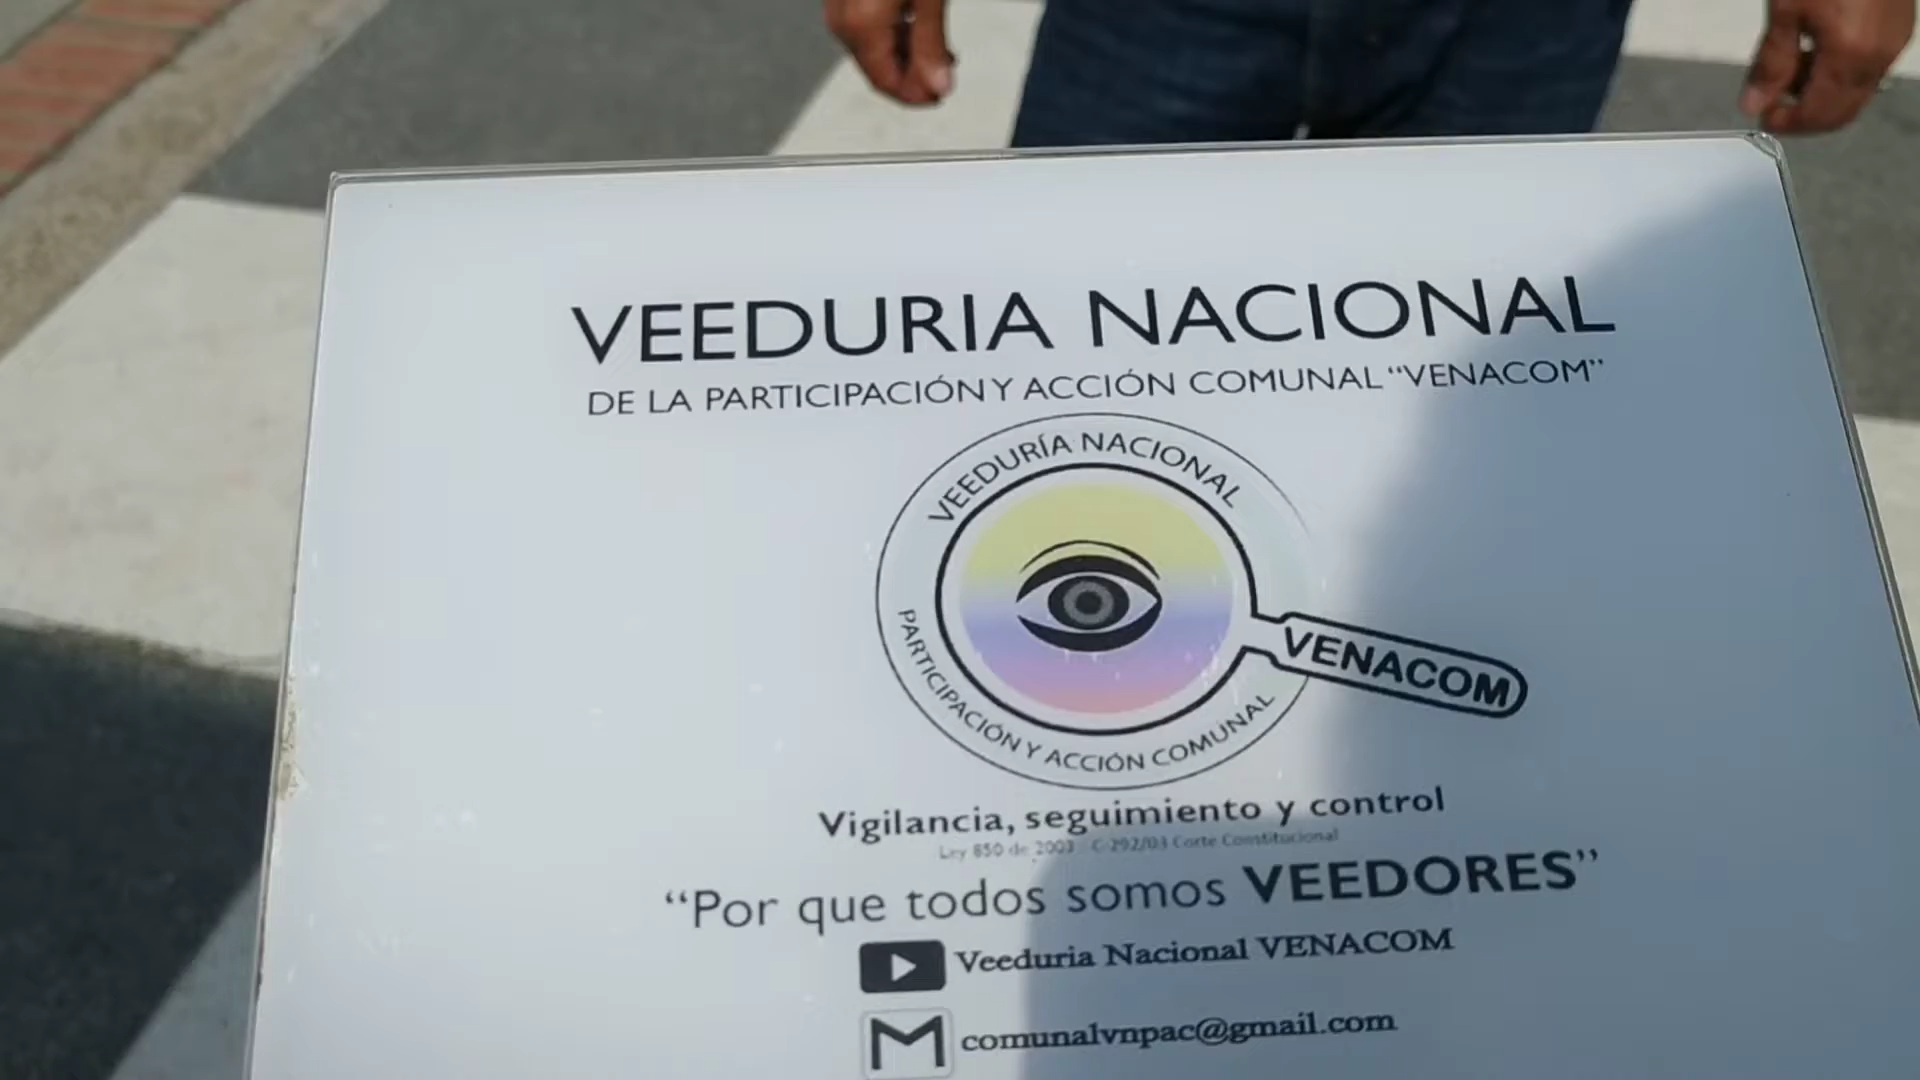 VEEDURIA NACIONAL
DE LA PARTICIPACIÓN Y ACCIÓN COMUNAL "VENACOM"
VEEDURÍA NACIONAL
PARTICIPACIÓN Y ACCIÓN COMUNAL
VENACOM
Vigilancia, seguimiento y control
Ley 850 de 2003 C-292/03 Corte Constitucional
"Por que todos somos VEEDORES"
Veeduria Nacional VENACOM
comunalvnpac@gmail.com